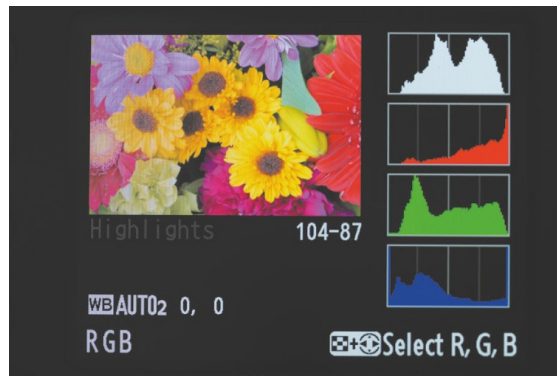 Highlights
104-87
WB AUTO2 0, 0
RGB
Select R, G, B